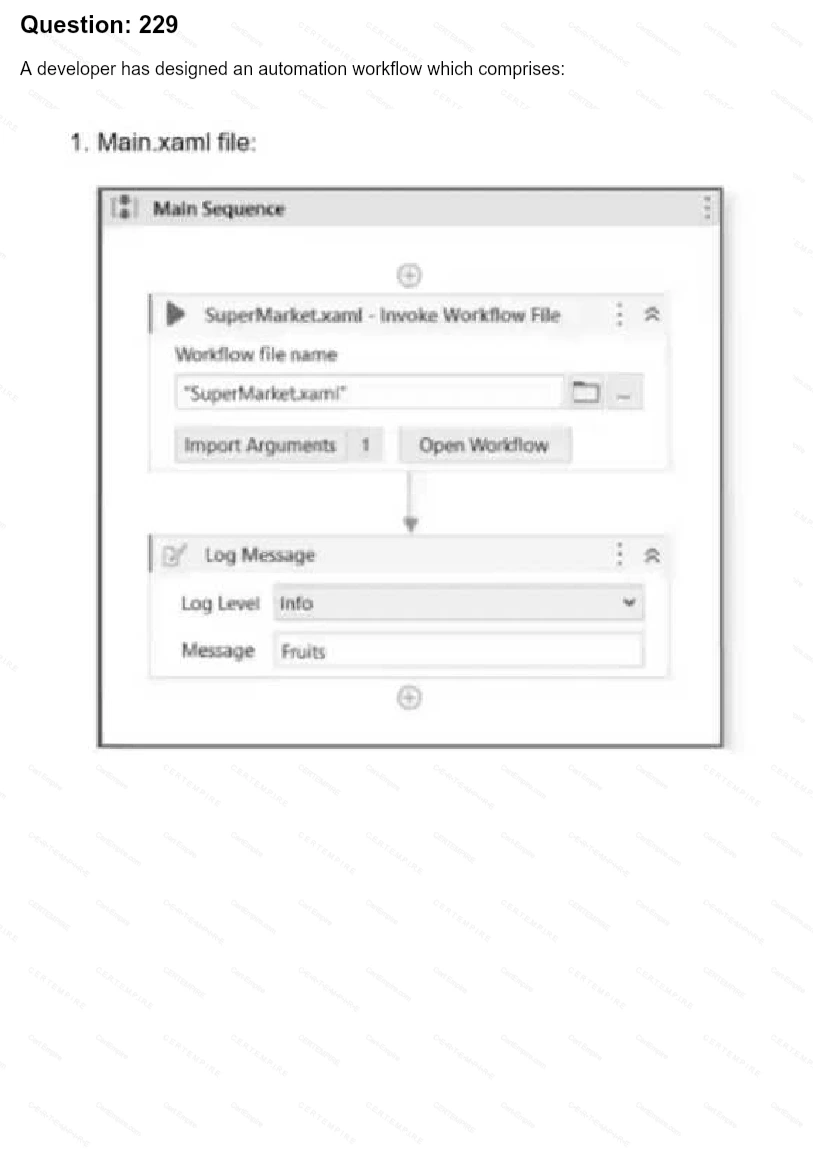 Question: 229
A developer has designed an automation workflow which comprises:
1. Main.xaml file:
Main Sequence
SuperMarket.xaml - Invoke Workflow File
Workflow file name
"SuperMarket.xaml"
Import Arguments 1
Open Workflow
Log Message
Log Level Info
Message Fruits